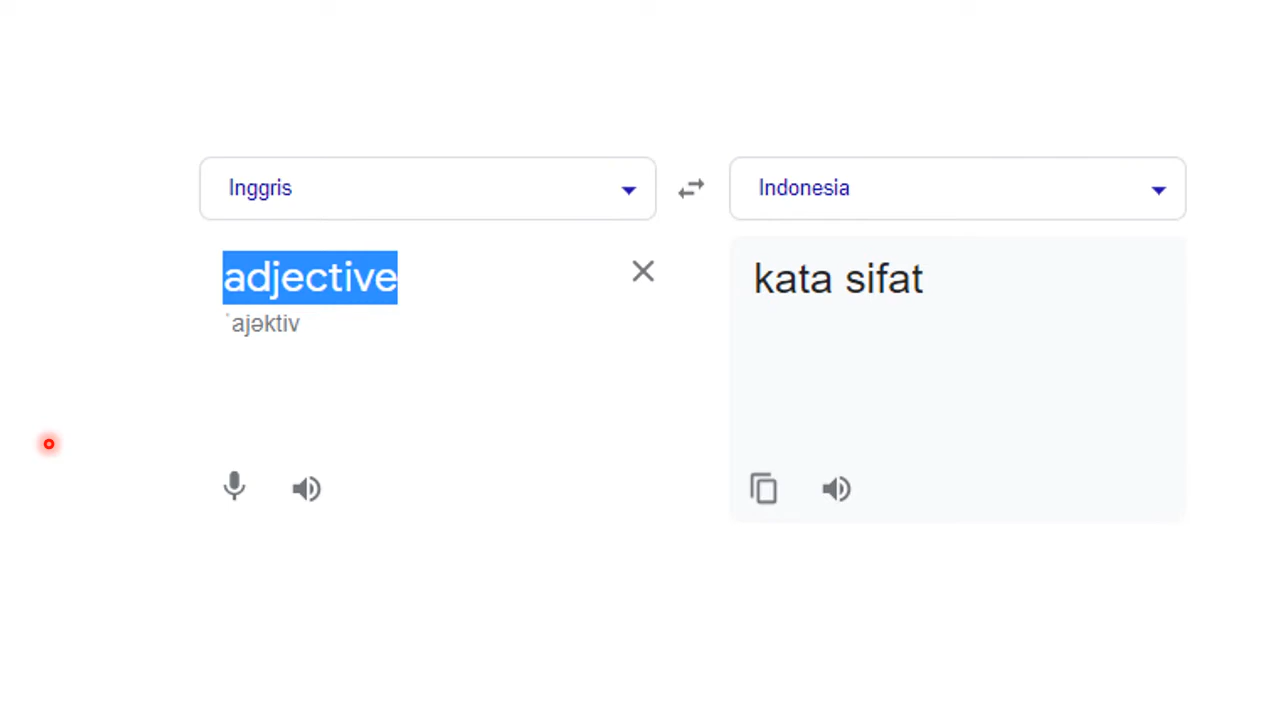 Inggris
Indonesia
adjective
ˈajəktiv
kata sifat